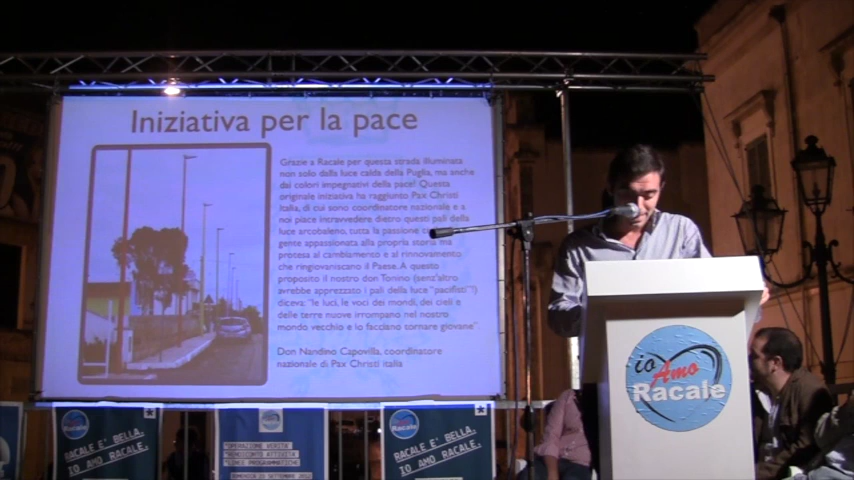 Iniziativa per la pace
Grazie a Racale per questa strada illuminata
non solo dalla luce calda della Puglia, ma anche
dai colori impegnativi della pace! Questa
originale iniziativa ha raggiunto Pax Christi
Italia, di cui sono coordinatore nazionale e a
noi piace intravvedere dietro questi pali della
luce arcobaleno, tutta la passione
gente appassionata alla propria storia ma
protesa al cambiamento e al rinnovamento
che ringiovaniscano il Paese. A questo
proposito il nostro don Tonino (senz'altro
avrebbe apprezzato i pali della luce "pacifisti"!)
diceva: "le luci, le voci dei mondi, dei cieli e
delle terre nuove irrompano nel nostro
mondo vecchio e lo facciano tornare giovane"
Don Nandino Capovilla, coordinatore
nazionale di Pax Christi Italia
io
Amo
Racale
RACALE E' BELLA.
IO AMO RACALE.
OPERAZIONE VERITA'
RENDICONTO ATTIVITA'
LINEE PROGRAMMATICHE
RACALE E' BELLA.
IO AMO RACALE.